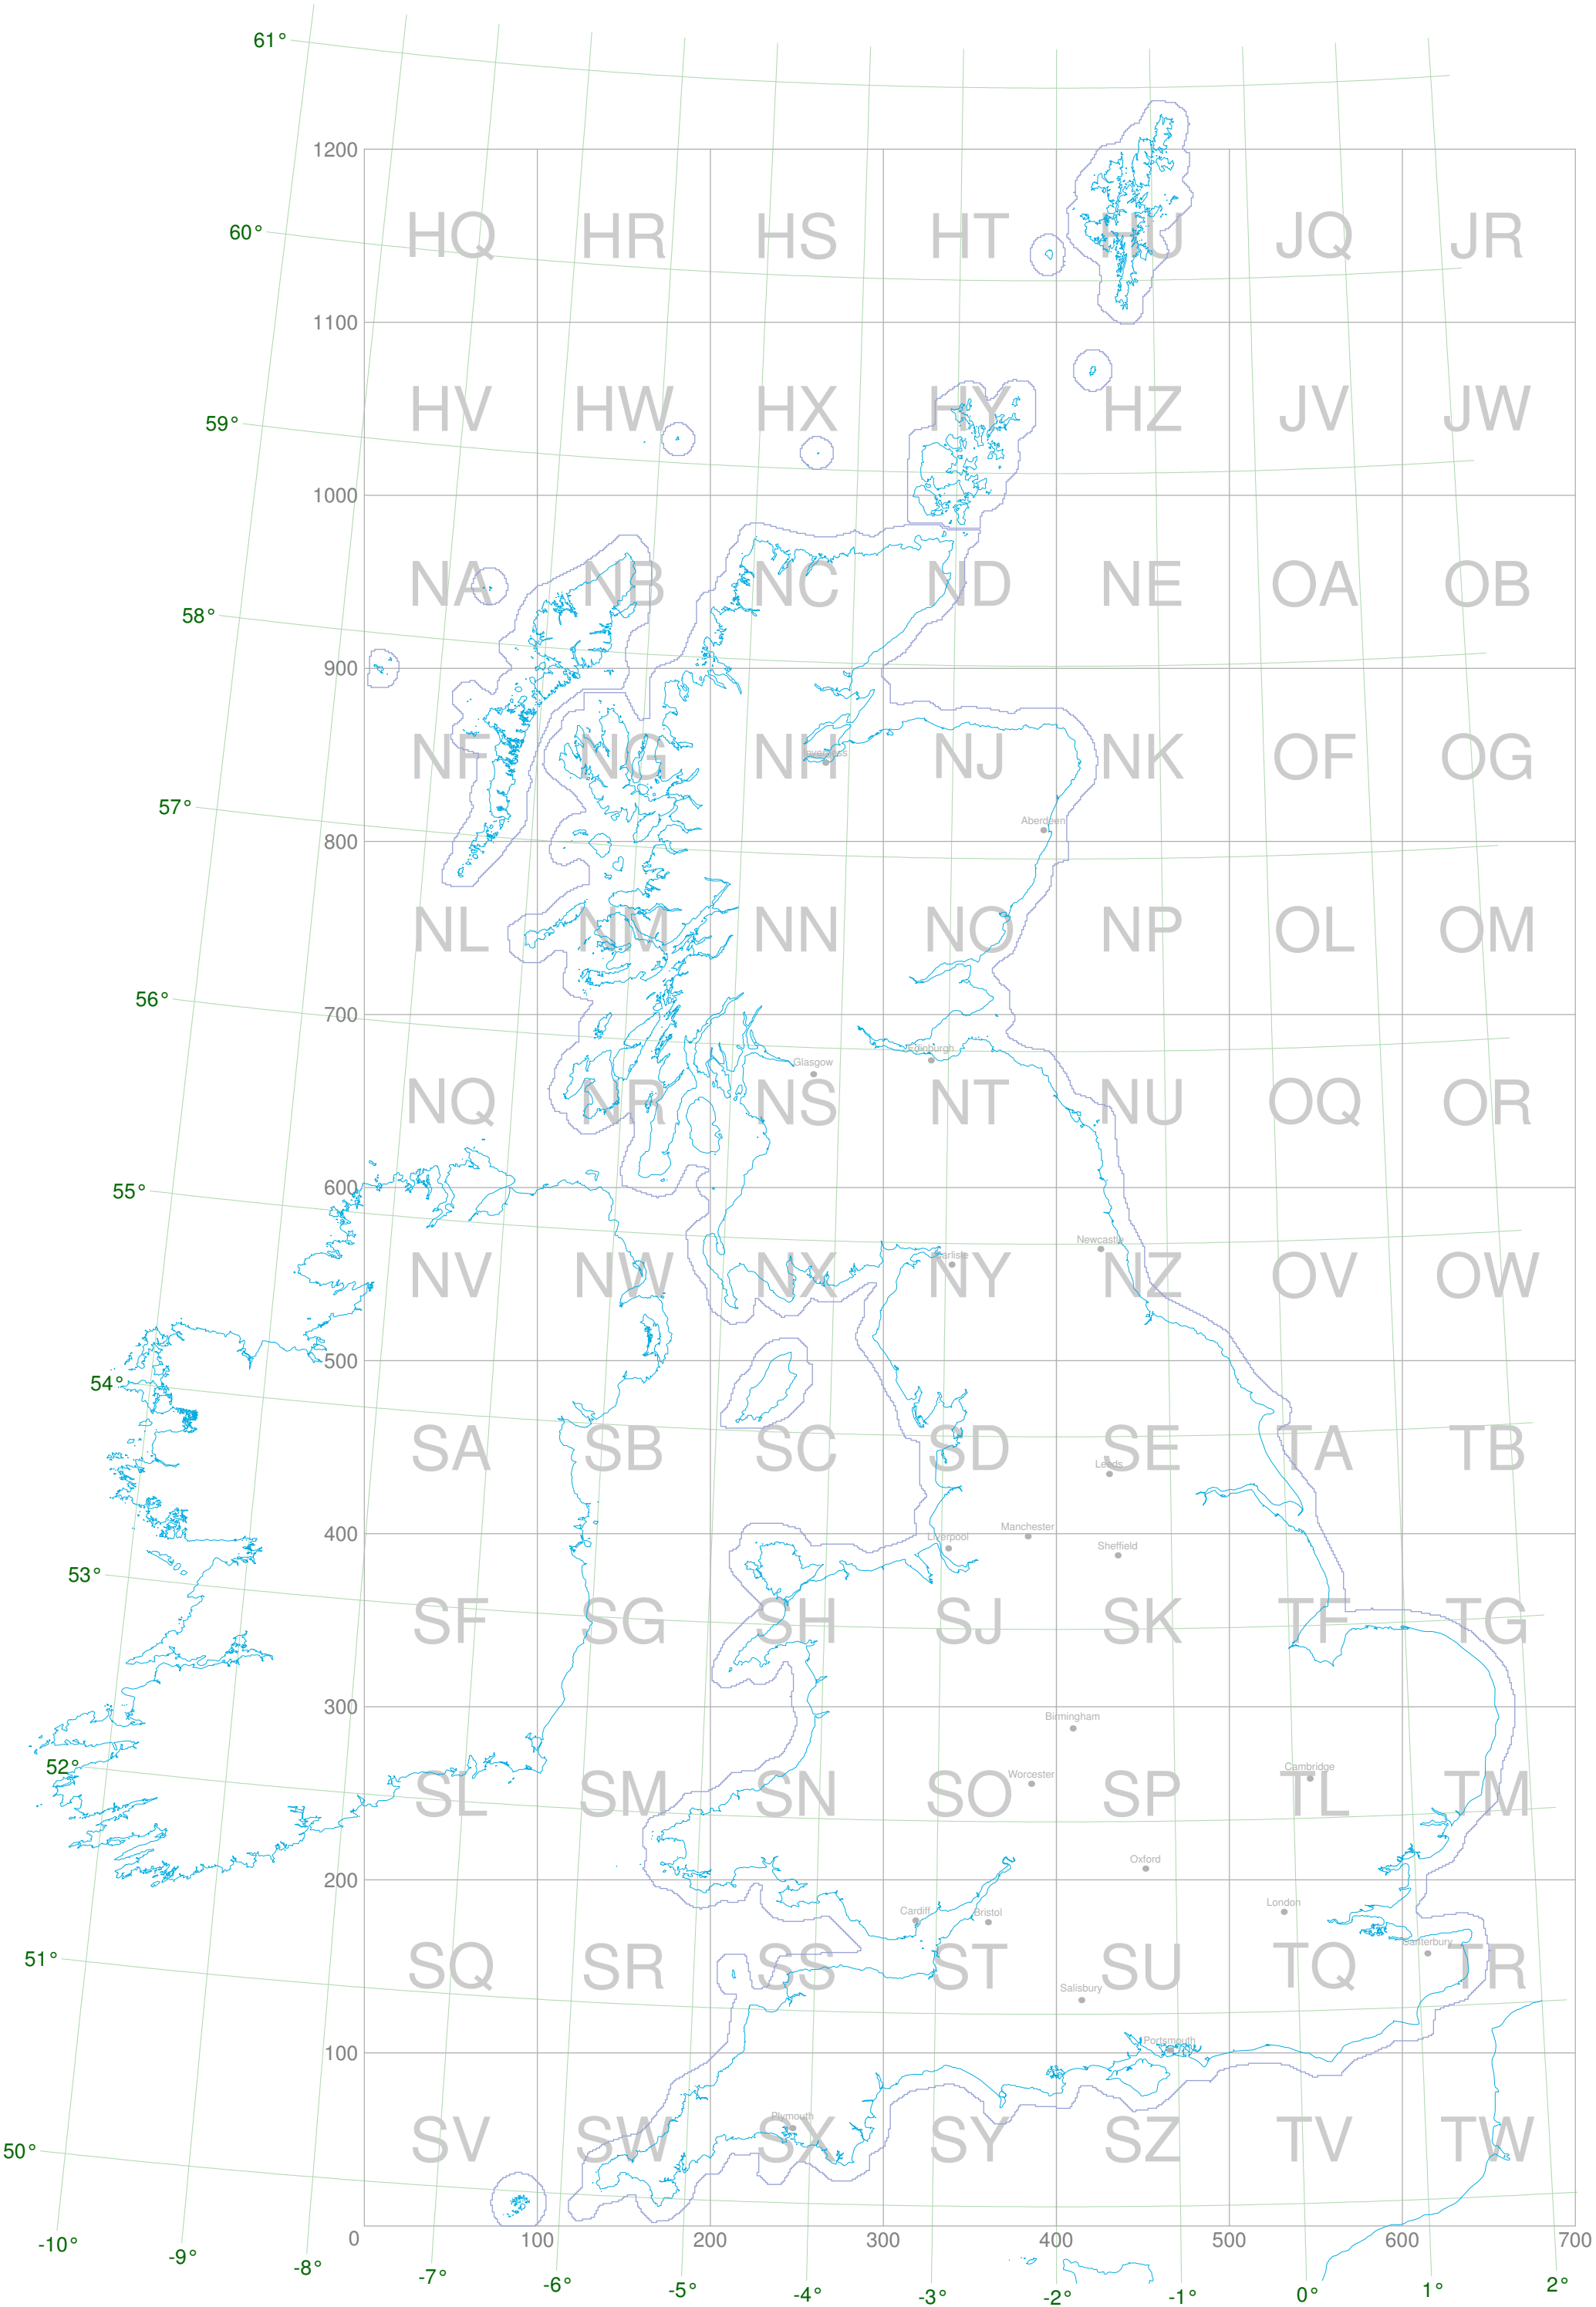 61°
1200
60°
HQ HR HS HT HU JQ JR
1100
59°
HV HW HX HY HZ JV JW
1000
58°
NA NB NC ND NE OA OB
900
57°
NF NG NH NJ NK OF OG
Inverness
800
Aberdeen
56°
NL NM NN NO NP OL OM
700
55°
Glasgow
Edinburgh
NQ NR NS NT NU OQ OR
600
Newcastle
Carlisle
NV NW NX NY NZ OV OW
500
54°
SA SB SC SD SE TA TB
Leeds
400
Liverpool
Manchester
Sheffield
53°
SF SG SH SJ SK TF TG
300
Birmingham
52°
Worcester
Cambridge
SL SM SN SO SP TL TM
200
Oxford
Cardiff
Bristol
London
51°
Canterbury
SQ SR SS ST SU TQ TR
Salisbury
100
Portsmouth
50°
Plymouth
SV SW SX SY SZ TV TW
0 100 200 300 400 500 600 700
-10° -9° -8° -7° -6° -5° -4° -3° -2° -1° 0° 1° 2°